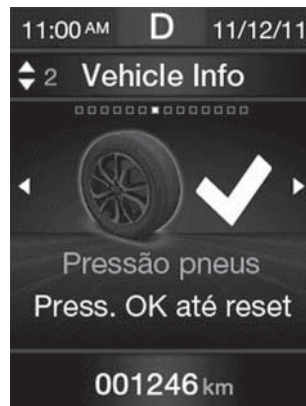 11:00 AM D 11/12/11
2 Vehicle Info
Pressão pneus
Press. OK até reset
001246 km